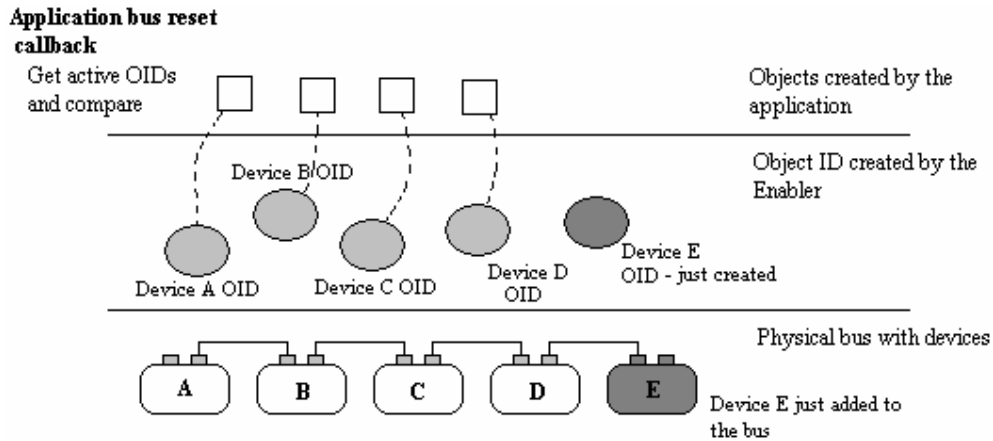 Application bus reset
callback
Get active OIDs
and compare
Objects created by the
application
Object ID created by the
Enabler
Device B OID
Device A OID
Device C OID
Device D
OID
Device E
OID - just created
Physical bus with devices
A
B
C
D
E
Device E just added to
the bus